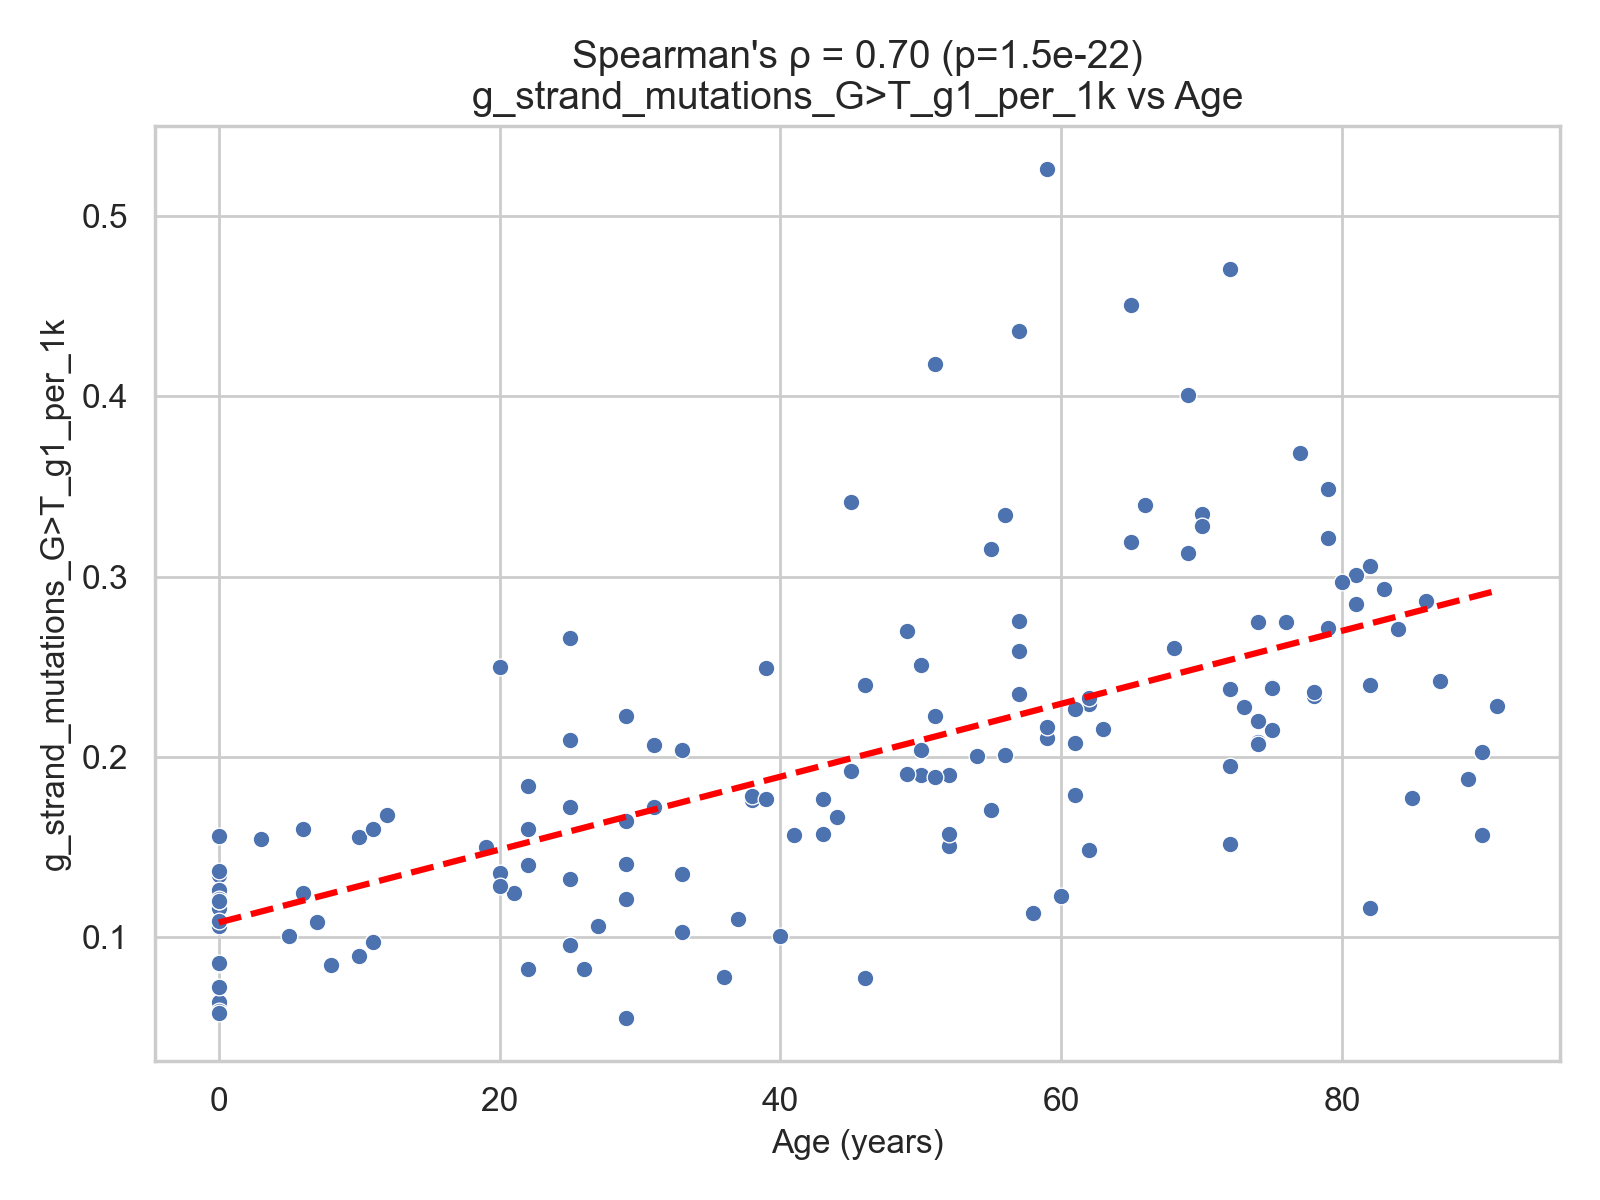 Spearman's ρ = 0.70 (p=1.5e-22)
g_strand_mutations_G>T_g1_per_1k vs Age
g_strand_mutations_G>T_g1_per_1k
0.5
0.4
0.3
0.2
0.1
0 20 40 60 80
Age (years)